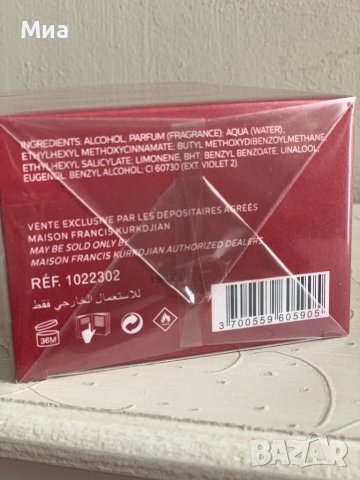 Миа
INGREDIENTS: ALCOHOL, PARFUM (FRAGRANCE); AQUA (WATER);
ETHYLHEXYL METHOXYCINNAMATE; BUTYL METHOXYDIBENZOYLMETHANE;
ETHYLHEXYL SALICYLATE; LIMONENE, BHT, BENZYL BENZOATE, LINALOOL;
EUGENOL, BENZYL ALCOHOL; CI 60730 (EXT. VIOLET 2).
VENTE EXCLUSIVE PAR LES DÉPOSITAIRES AGRÉÉS
MAISON FRANCIS KURKDJIAN
MAY BE SOLD ONLY BY
MAISON FRANCIS KURKDJIAN AUTHORIZED DEALERS
RÉF. 1022302
للاستعمال الخارجي فقط
36M
3 700559 605905
BAZAR
bg